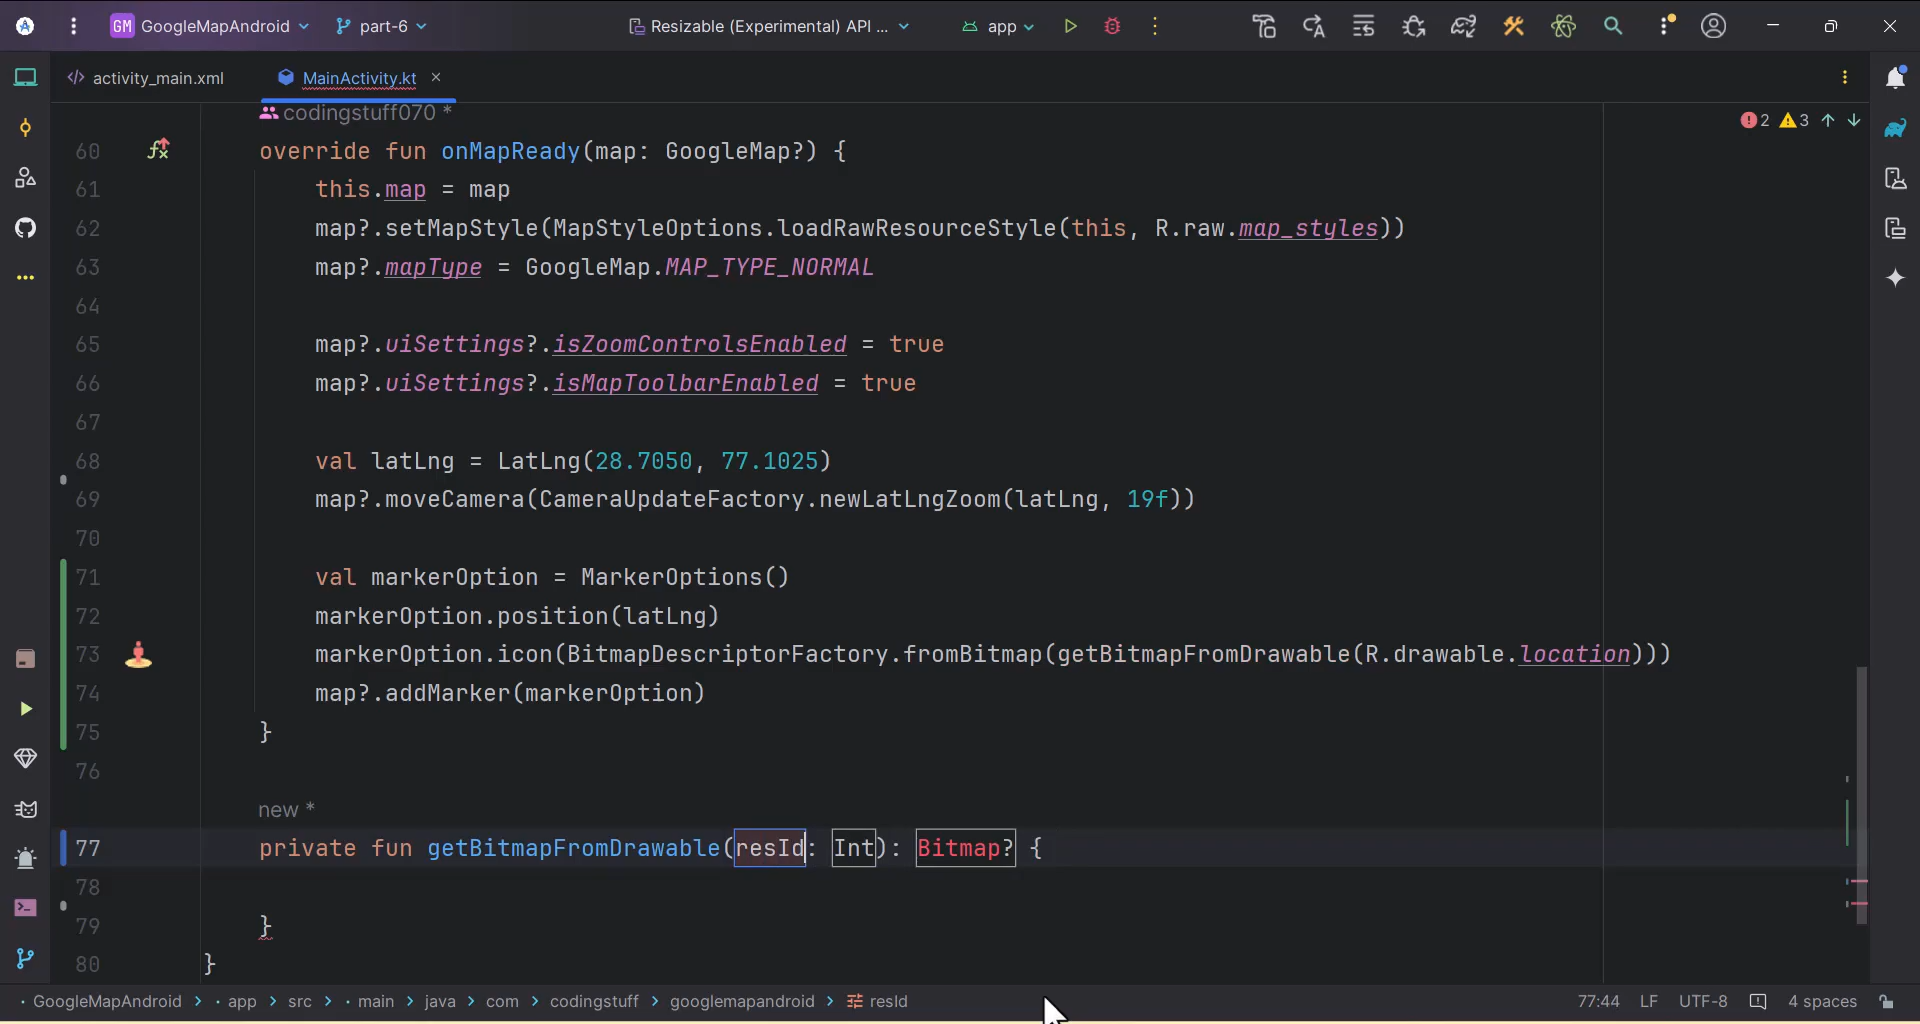 GM GoogleMapAndroid part-6 Resizable (Experimental) API ... app
activity_main.xml MainActivity.kt
codingstuff070 *
2 3
60 override fun onMapReady(map: GoogleMap?) {
61 this.map = map
62 map?.setMapStyle(MapStyleOptions.loadRawResourceStyle(this, R.raw.map_styles))
63 map?.mapType = GoogleMap.MAP_TYPE_NORMAL
64
65 map?.uiSettings?.isZoomControlsEnabled = true
66 map?.uiSettings?.isMapToolbarEnabled = true
67
68 val latLng = LatLng(28.7050, 77.1025)
69 map?.moveCamera(CameraUpdateFactory.newLatLngZoom(latLng, 19f))
70
71 val markerOption = MarkerOptions()
72 markerOption.position(latLng)
73 markerOption.icon(BitmapDescriptorFactory.fromBitmap(getBitmapFromDrawable(R.drawable.location)))
74 map?.addMarker(markerOption)
75 }
76
new *
77 private fun getBitmapFromDrawable(resId: Int): Bitmap? {
78
79 }
80 }
GoogleMapAndroid > app > src > main > java > com > codingstuff > googlemapandroid > resId 77:44 LF UTF-8 4 spaces